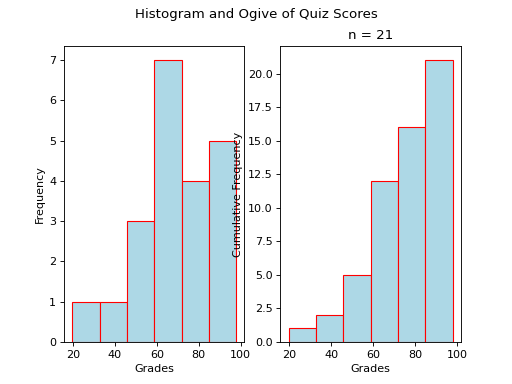 Histogram and Ogive of Quiz Scores
n = 21
Frequency
7
6
5
4
3
2
1
0
20 40 60 80 100
Grades
Cumulative Frequency
20.0
17.5
15.0
12.5
10.0
7.5
5.0
2.5
0.0
20 40 60 80 100
Grades